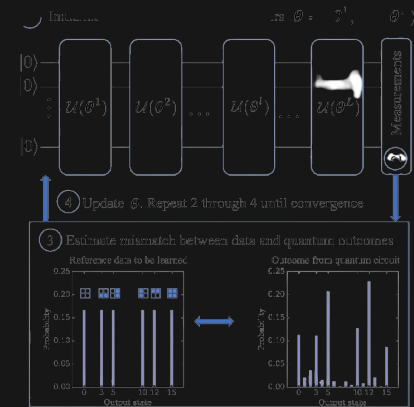 |0⟩
|0⟩
|0⟩
U(θ¹) U(θ²) ... U(θˡ) ... U(θᴸ)
Measurements
4 Update θ. Repeat 2 through 4 until convergence
3 Estimate mismatch between data and quantum outcomes
Reference data to be learned
Outcome from quantum circuit
Probability
0.25
0.20
0.15
0.10
0.05
0.00
0 3 5 10 12 15
Output state
Probability
0.25
0.20
0.15
0.10
0.05
0.00
0 3 5 10 12 15
Output state